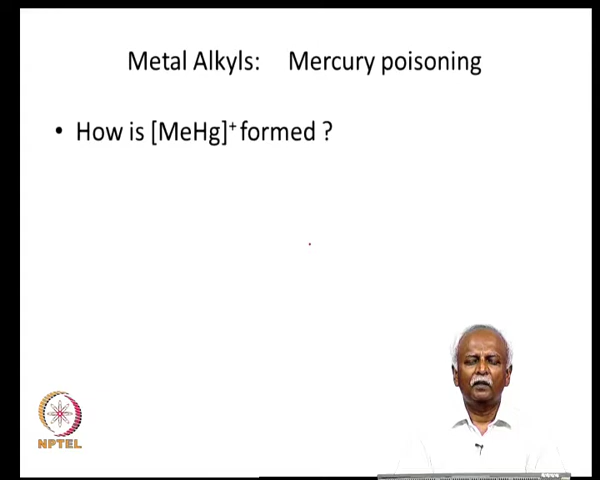 Metal Alkyls: Mercury poisoning
• How is [MeHg]⁺ formed ?
NPTEL